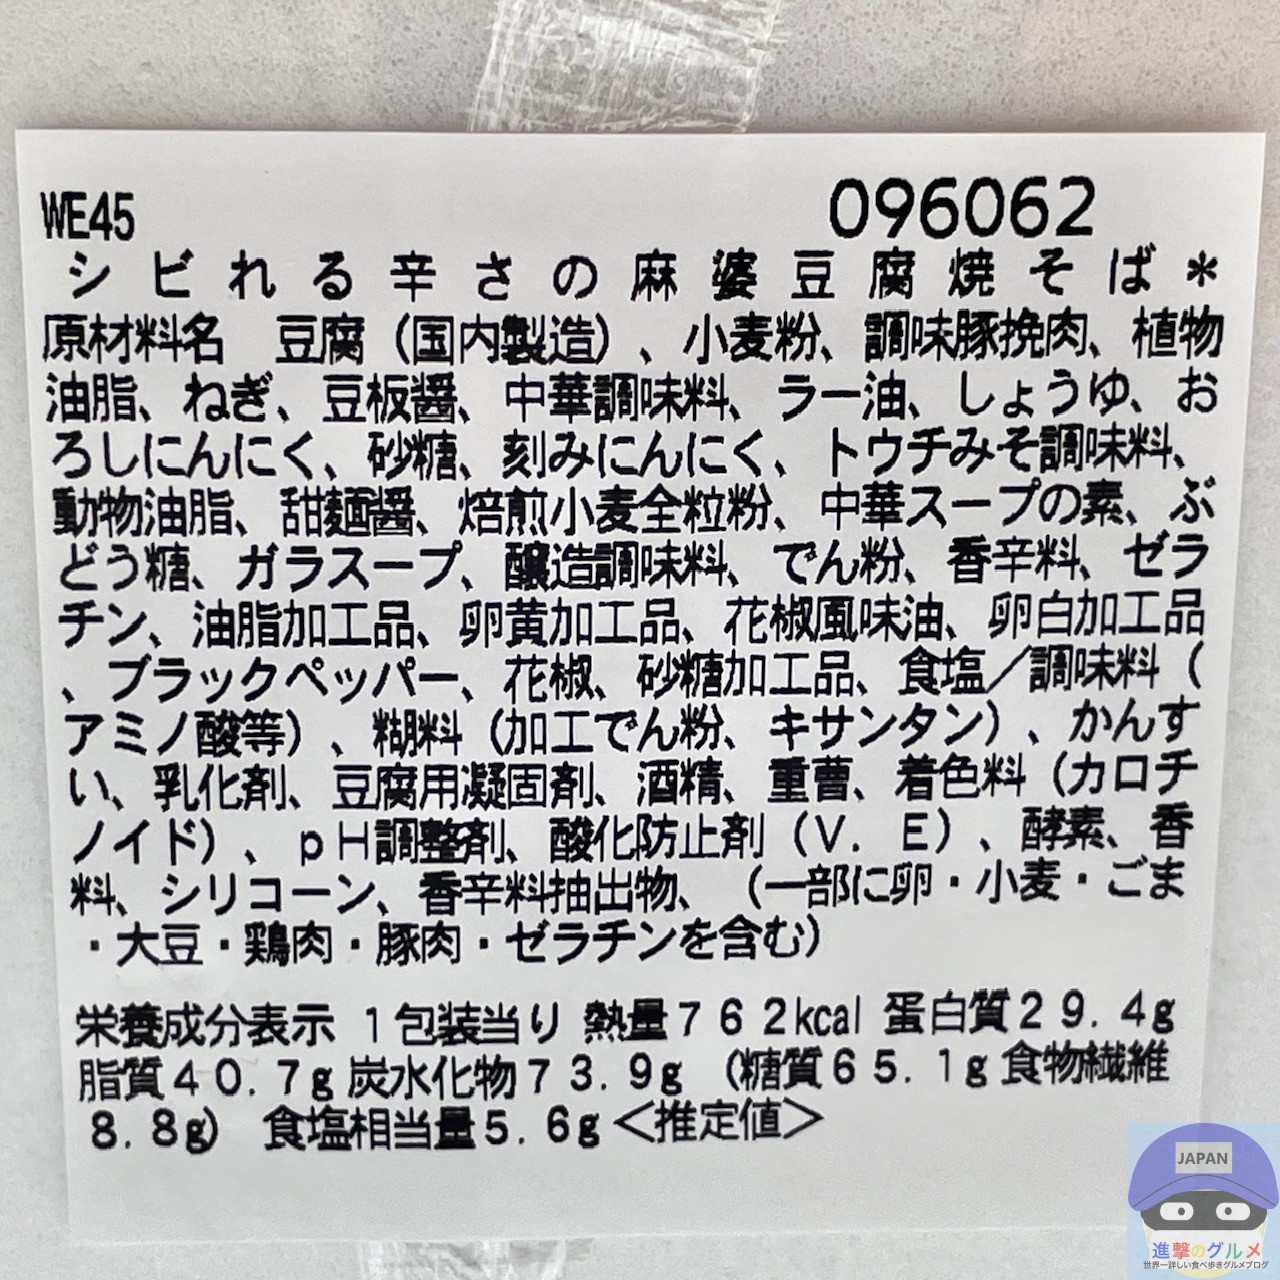 WE45 096062
シビれる辛さの麻婆豆腐焼そば*
原材料名 豆腐（国内製造）、小麦粉、調味豚挽肉、植物
油脂、ねぎ、豆板醤、中華調味料、ラー油、しょうゆ、お
ろしにんにく、砂糖、刻みにんにく、トウチみそ調味料、
動物油脂、甜麺醤、焙煎小麦全粒粉、中華スープの素、ぶ
どう糖、ガラスープ、醸造調味料、でん粉、香辛料、ゼラ
チン、油脂加工品、卵黄加工品、花椒風味油、卵白加工品
、ブラックペッパー、花椒、砂糖加工品、食塩／調味料（
アミノ酸等）、糊料（加工でん粉、キサンタン）、かんす
い、乳化剤、豆腐用凝固剤、酒精、重曹、着色料（カロチ
ノイド）、ｐＨ調整剤、酸化防止剤（Ｖ．Ｅ）、酵素、香
料、シリコーン、香辛料抽出物、（一部に卵・小麦・ごま
・大豆・鶏肉・豚肉・ゼラチンを含む）
栄養成分表示 １包装当り 熱量７６２kcal 蛋白質２９．４g
脂質４０．７g 炭水化物７３．９g （糖質６５．１g 食物繊維
８．８g） 食塩相当量５．６g ＜推定値＞
JAPAN
進撃のグルメ
世界一詳しい食べ歩きグルメブログ